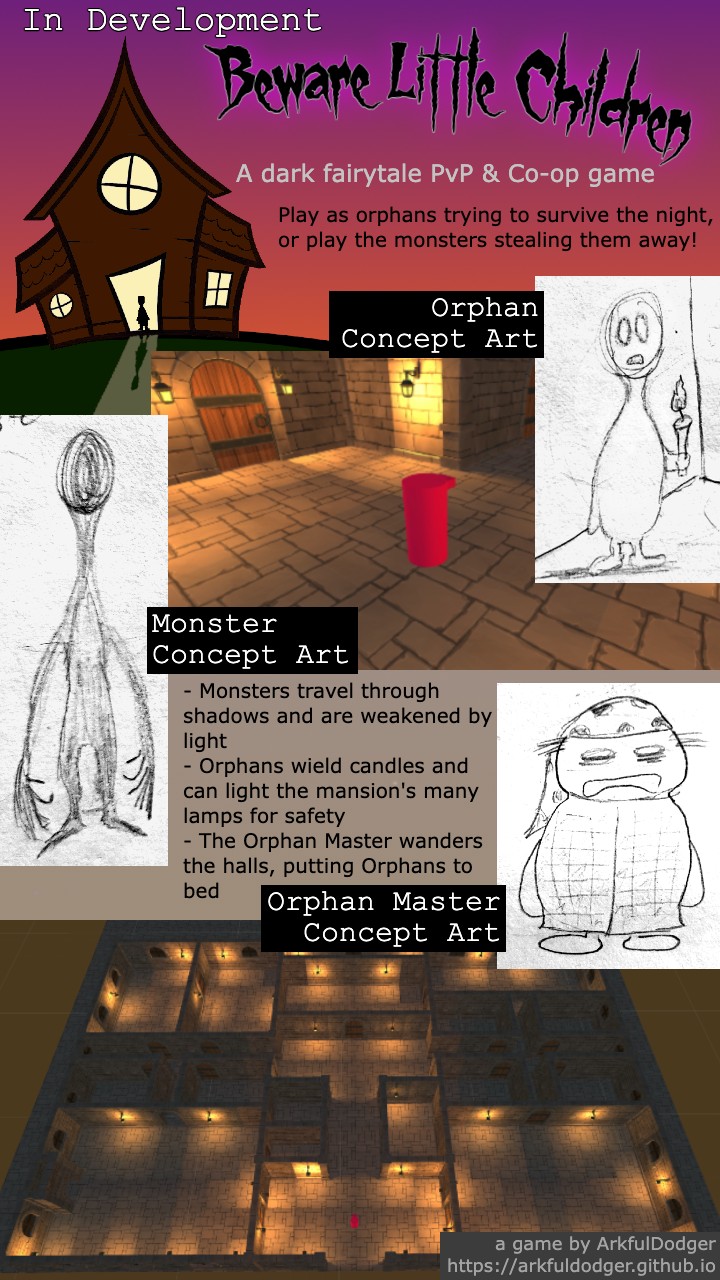 In Development
Beware Little Children
A dark fairytale PvP & Co-op game
Play as orphans trying to survive the night,
or play the monsters stealing them away!
Orphan
Concept Art
Monster
Concept Art
- Monsters travel through
shadows and are weakened by
light
- Orphans wield candles and
can light the mansion's many
lamps for safety
- The Orphan Master wanders
the halls, putting Orphans to
bed
Orphan Master
Concept Art
a game by ArkfulDodger
https://arkfuldodger.github.io